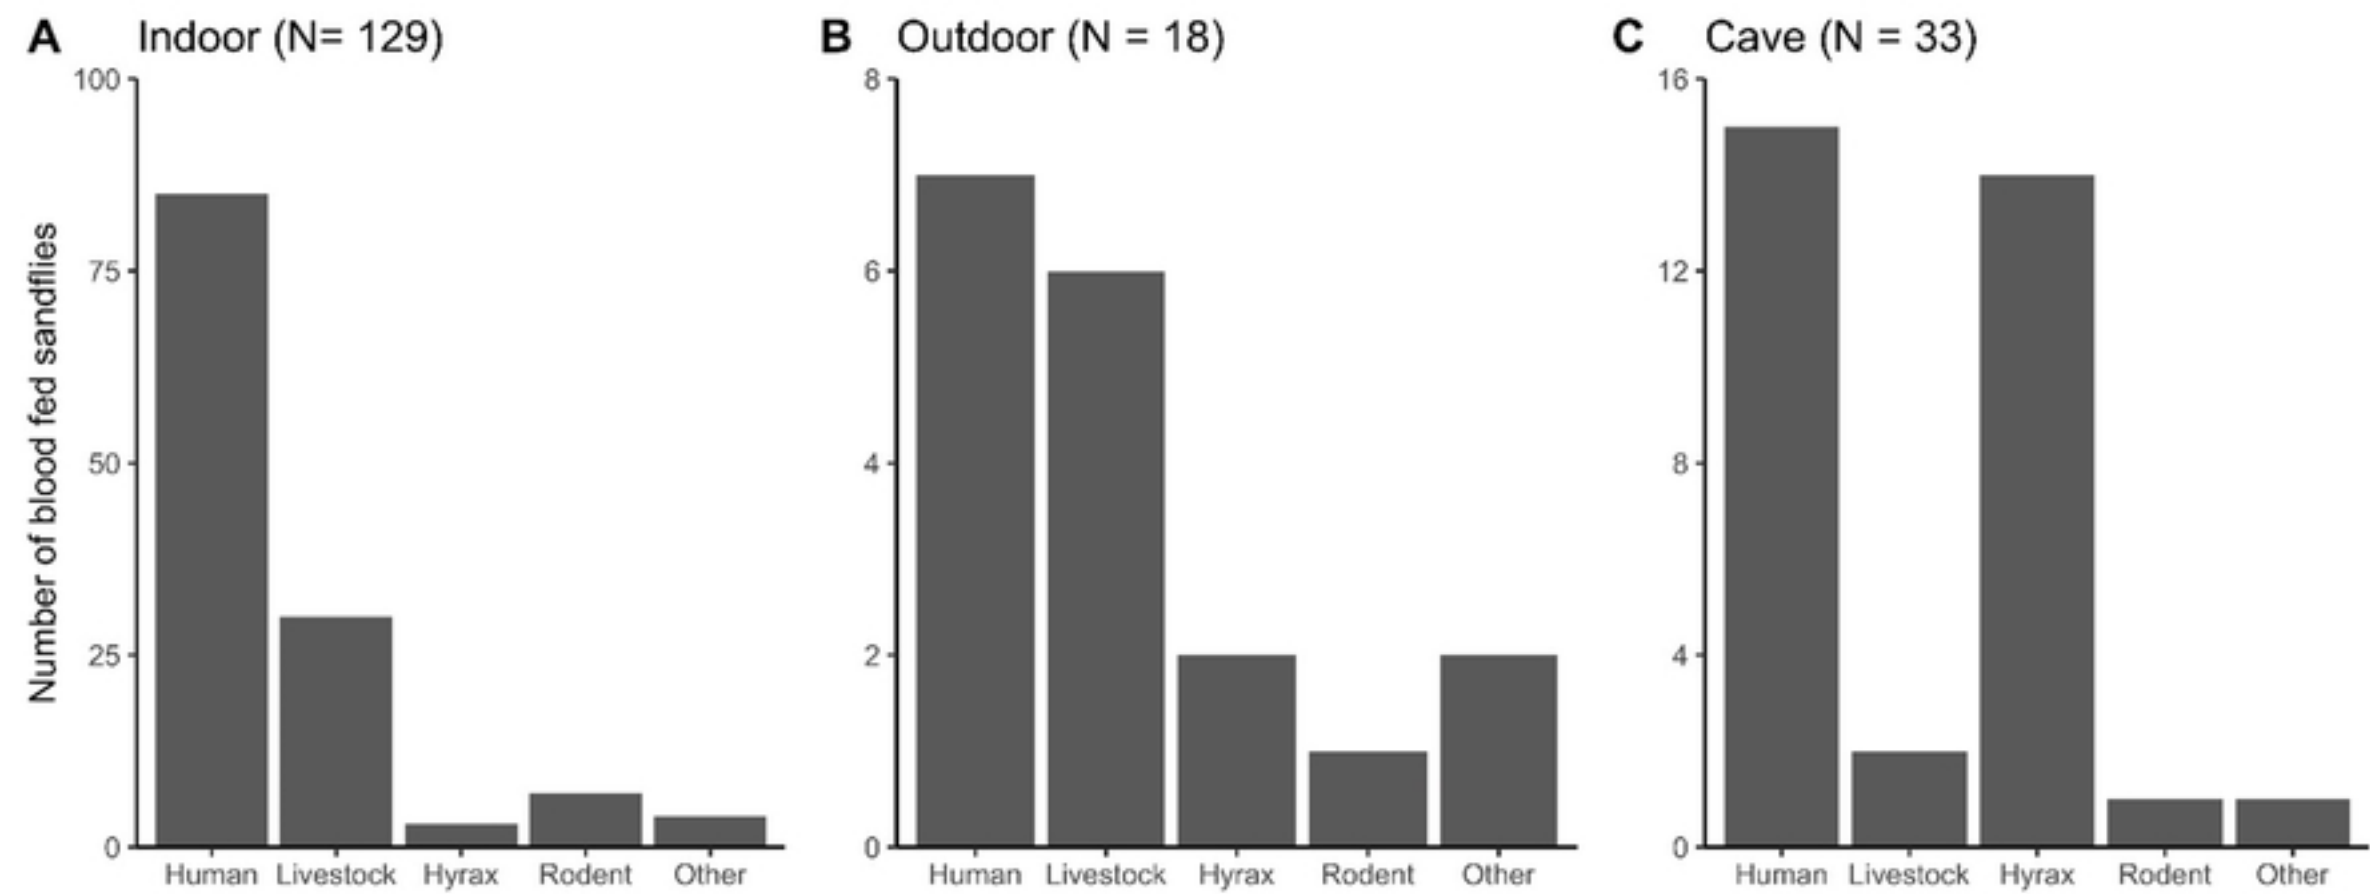 A Indoor (N= 129)
Number of blood fed sandflies
100
75
50
25
0
Human Livestock Hyrax Rodent Other
B Outdoor (N = 18)
8
6
4
2
0
Human Livestock Hyrax Rodent Other
C Cave (N = 33)
16
12
8
4
0
Human Livestock Hyrax Rodent Other